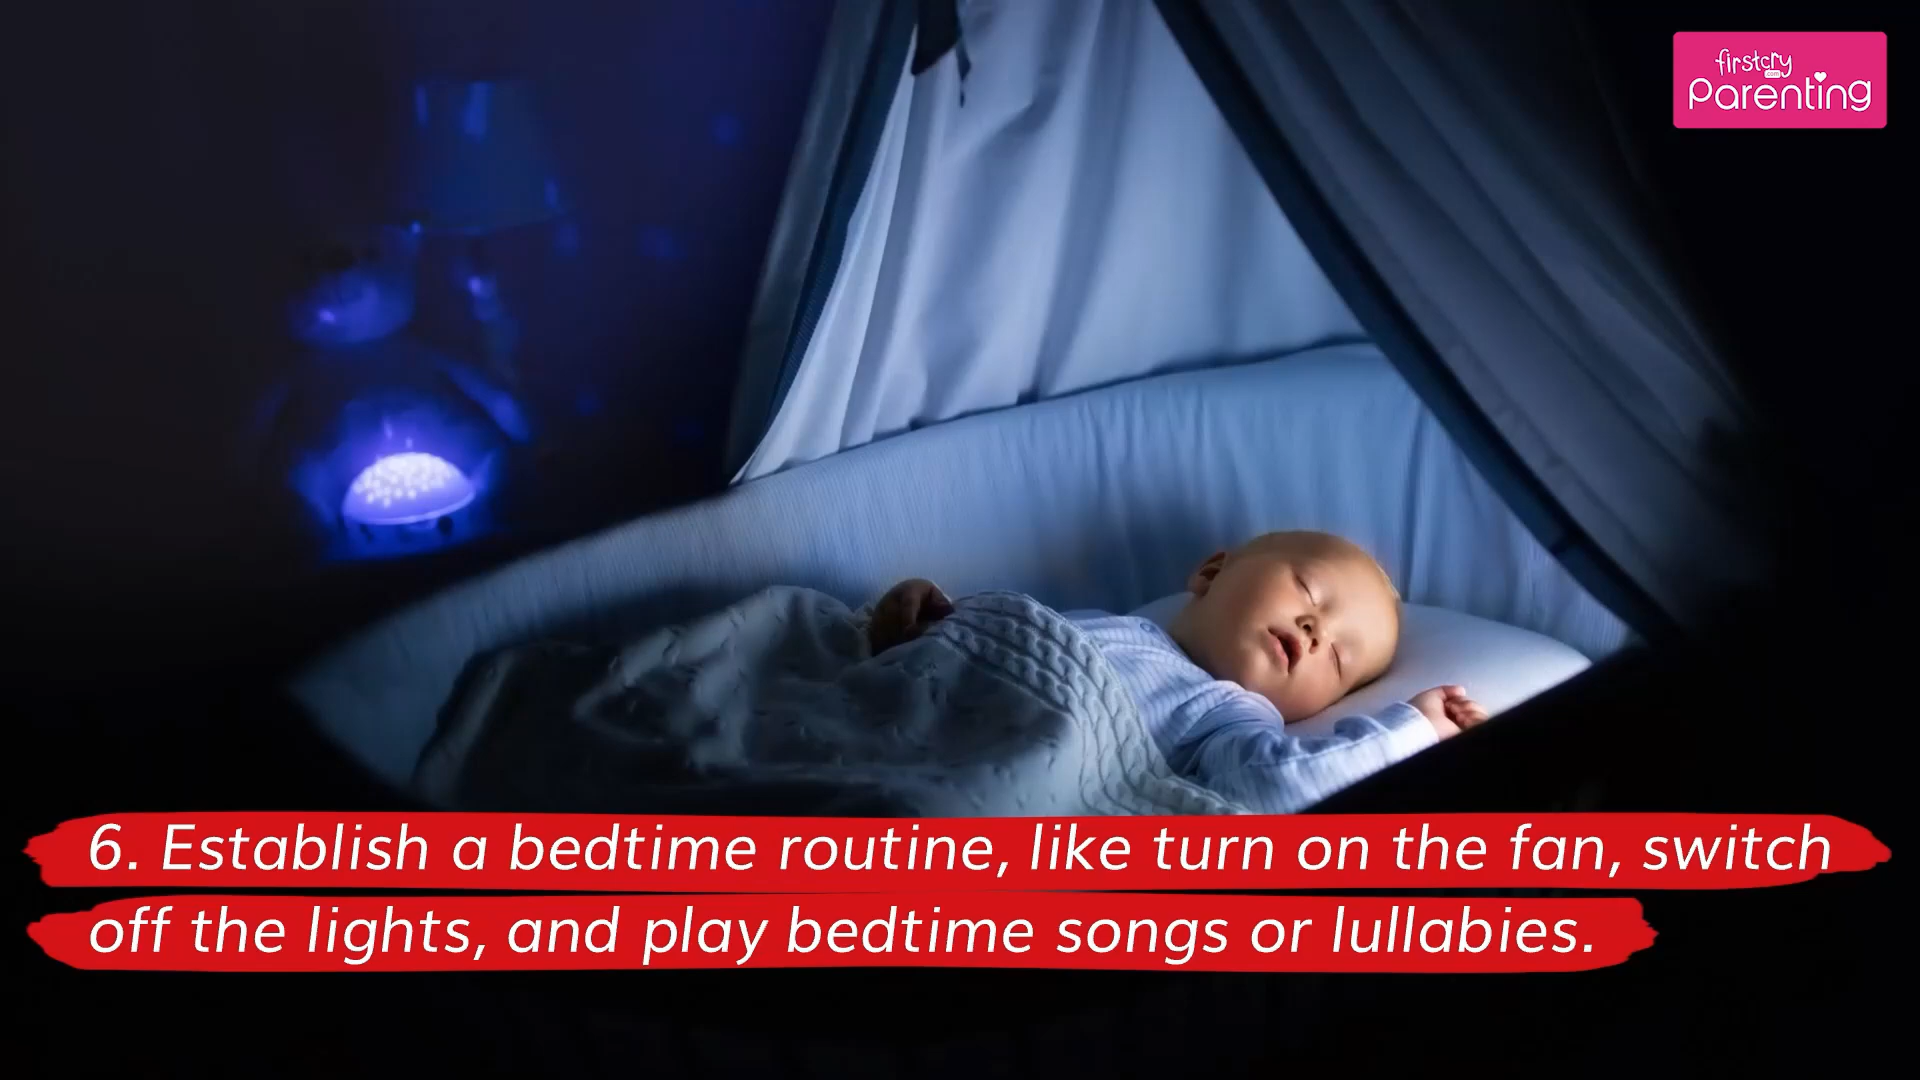 firstcry
.com
Parenting
6. Establish a bedtime routine, like turn on the fan, switch
off the lights, and play bedtime songs or lullabies.